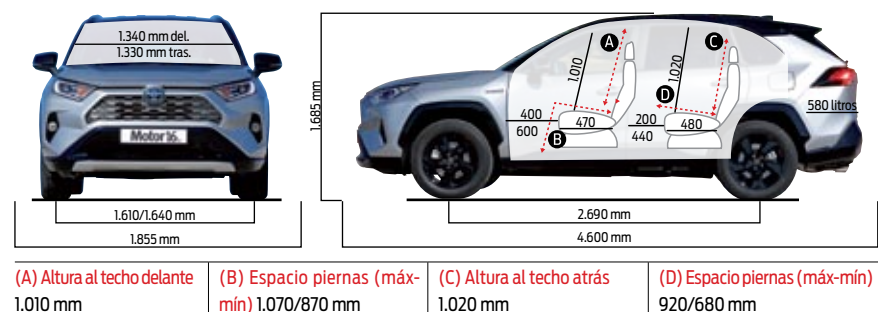 1.340 mm del.
1.330 mm tras.
Motor16
1.610/1.640 mm
1.855 mm
1.685 mm
A
1.010
C
1.020
D
400
600
470
B
200
440
480
580 litros
2.690 mm
4.600 mm
(A) Altura al techo delante
1.010 mm
(B) Espacio piernas (máx-
mín) 1.070/870 mm
(C) Altura al techo atrás
1.020 mm
(D) Espacio piernas (máx-mín)
920/680 mm